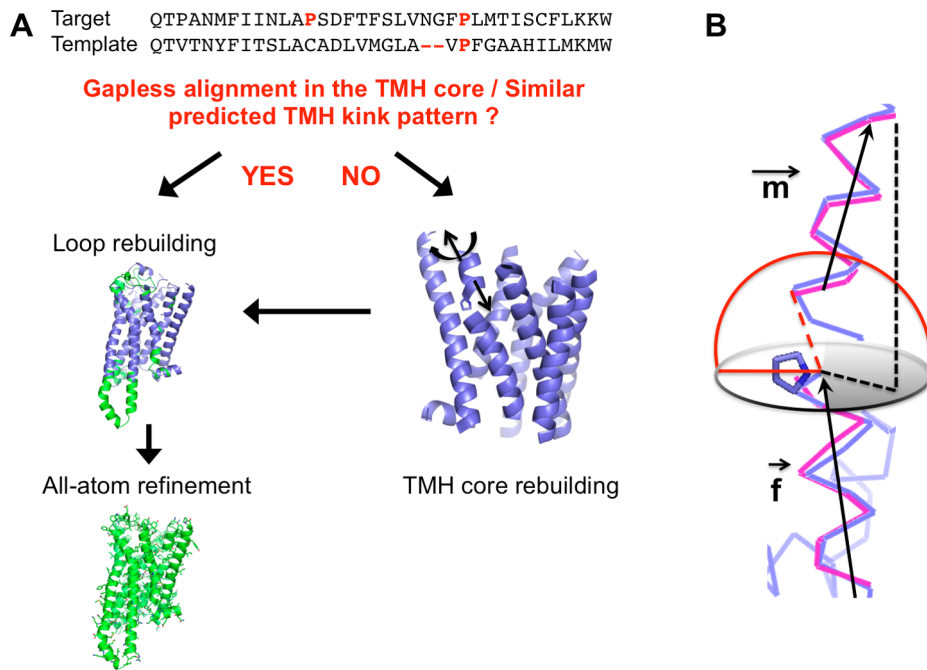 A
Target QTPANMFIINLAPSDFTFSLVNGFPLMTISCFLKKW
Template QTVTNYFITSLACADLVMGLA--VPFGAAHILMKMW
Gapless alignment in the TMH core / Similar
predicted TMH kink pattern ?
YES NO
Loop rebuilding
All-atom refinement
TMH core rebuilding
B
m
f